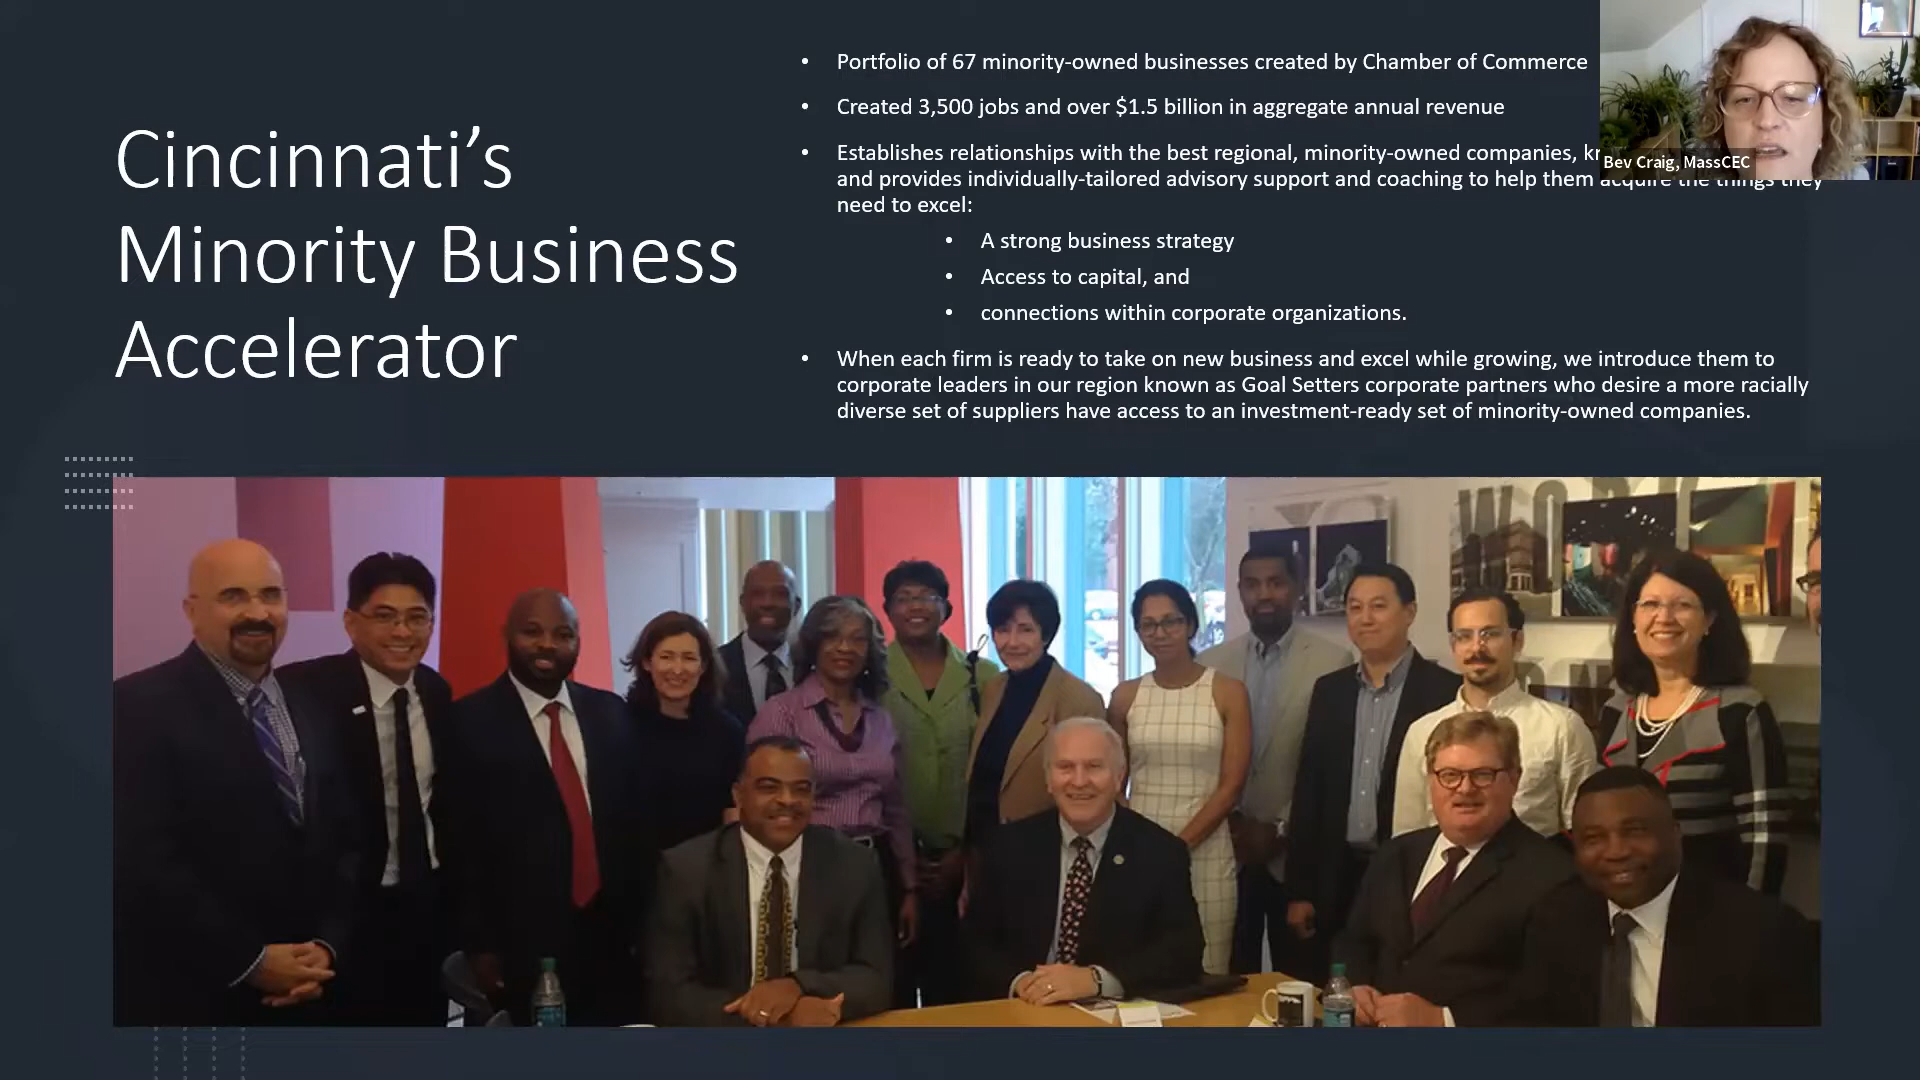 Cincinnati's
Minority Business
Accelerator
• Portfolio of 67 minority-owned businesses created by Chamber of Commerce
• Created 3,500 jobs and over $1.5 billion in aggregate annual revenue
• Establishes relationships with the best regional, minority-owned companies,
and provides individually-tailored advisory support and coaching to help them acquire the things they
need to excel:
• A strong business strategy
• Access to capital, and
• connections within corporate organizations.
• When each firm is ready to take on new business and excel while growing, we introduce them to
corporate leaders in our region known as Goal Setters corporate partners who desire a more racially
diverse set of suppliers have access to an investment-ready set of minority-owned companies.
Bev Craig, MassCEC